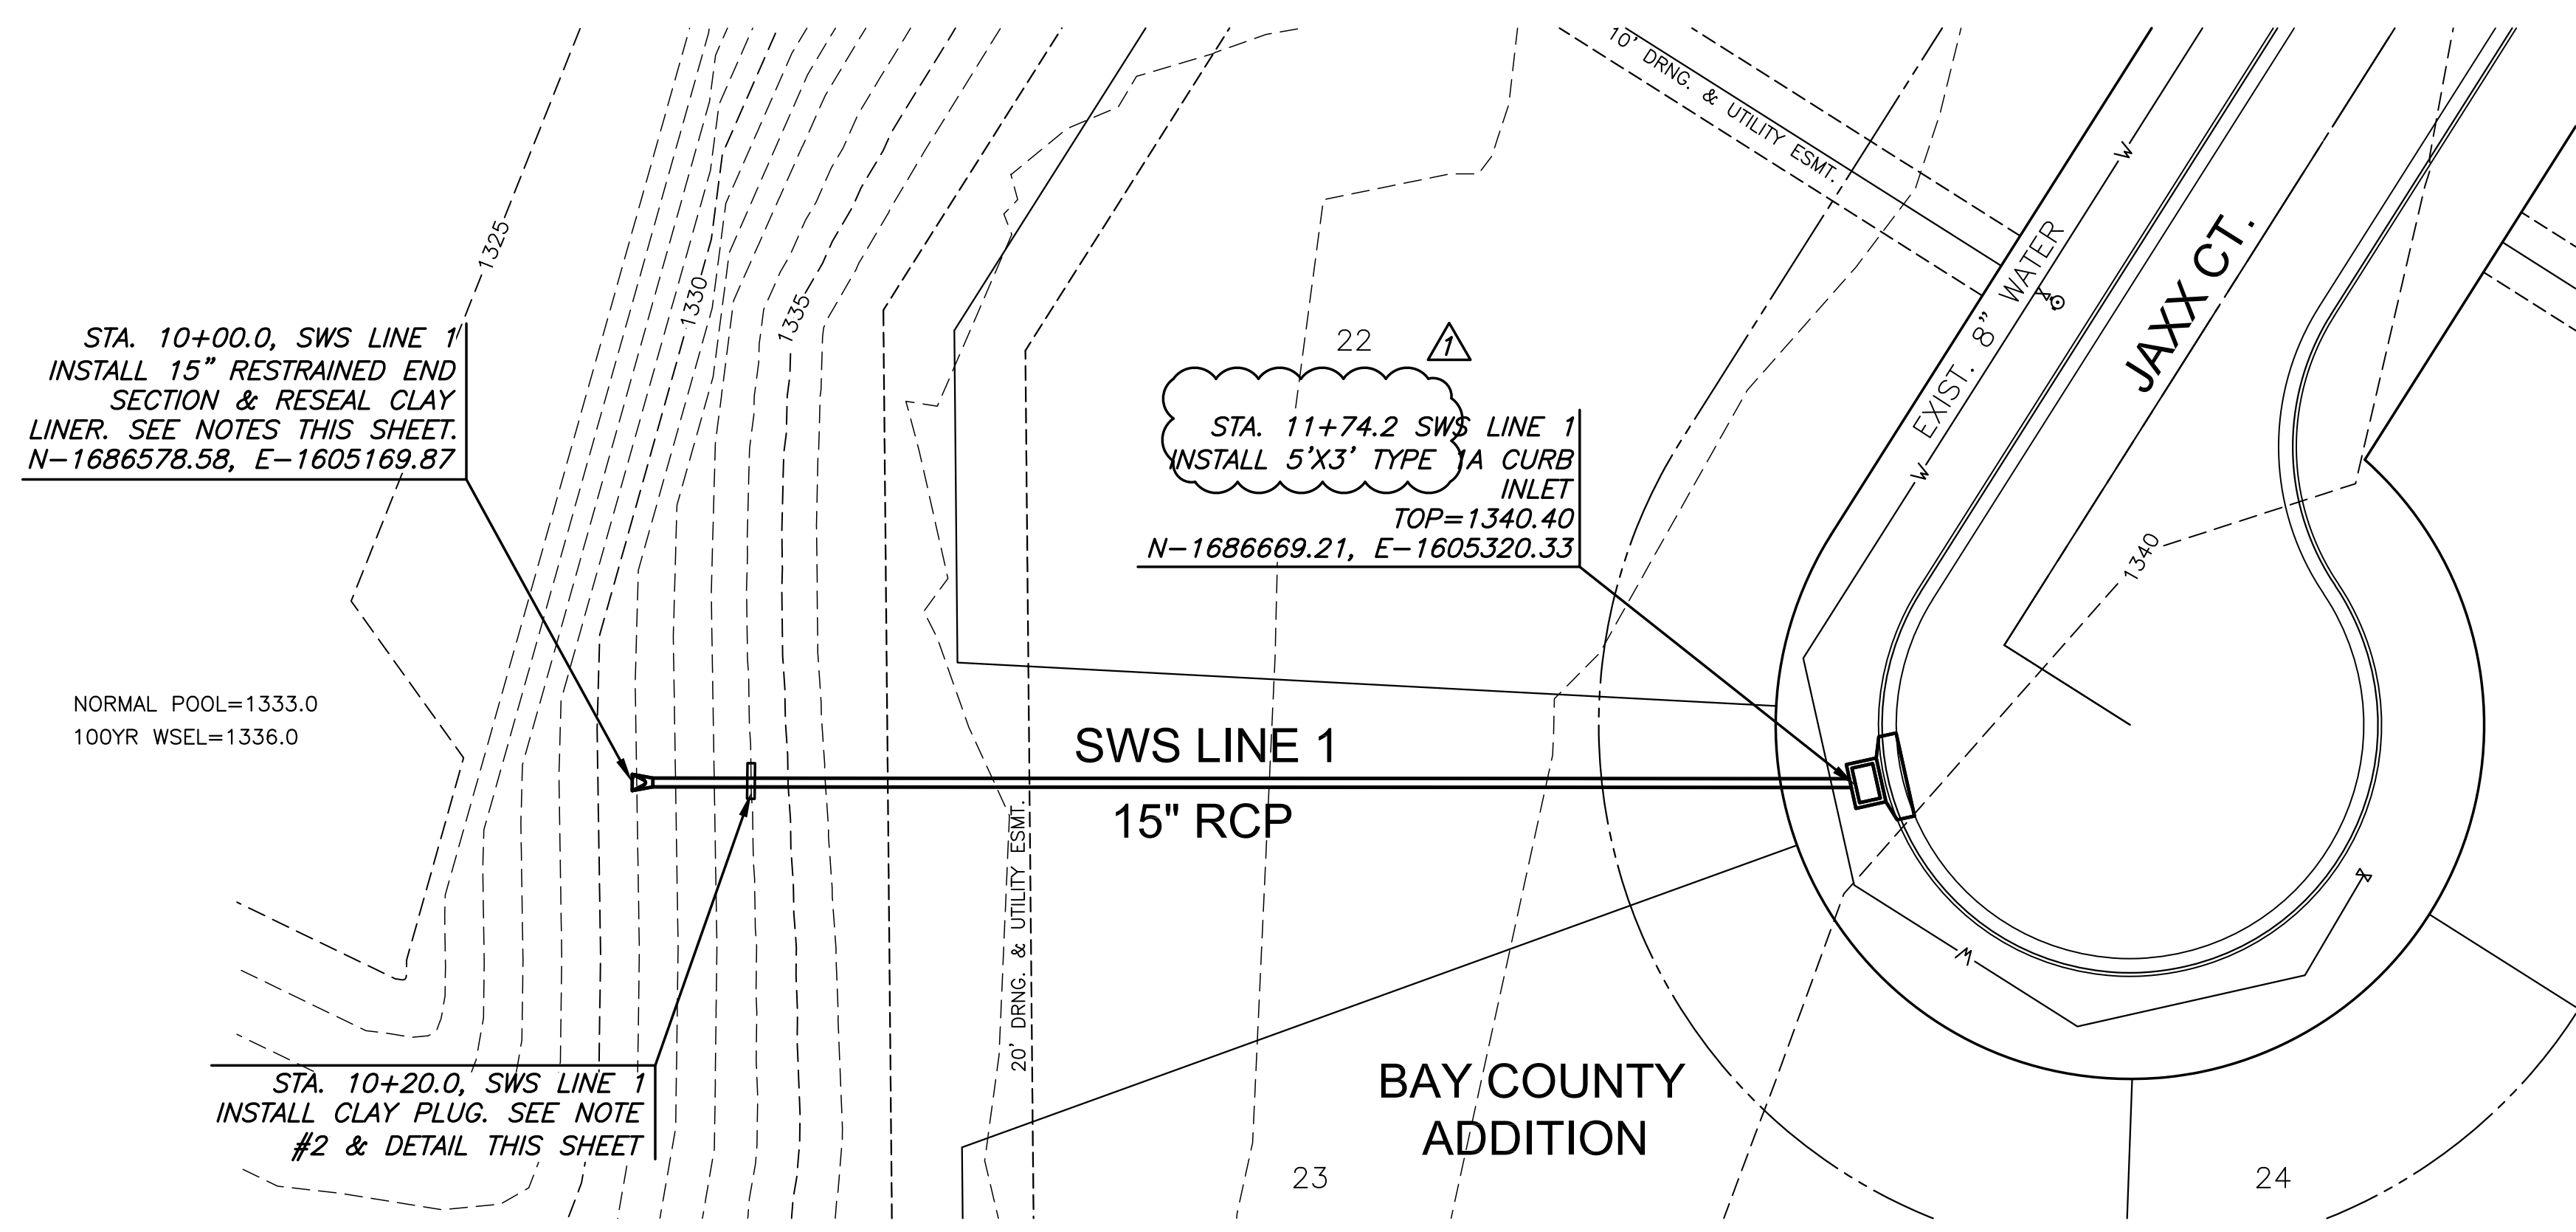 10' DRNG. & UTILITY ESMT.
W
EXIST. 8" WATER
W
JAXX CT.
1325
1330
1335
22
1
STA. 10+00.0, SWS LINE 1
INSTALL 15" RESTRAINED END
SECTION & RESEAL CLAY
LINER. SEE NOTES THIS SHEET.
N-1686578.58, E-1605169.87
STA. 11+74.2 SWS LINE 1
INSTALL 5'X3' TYPE 1A CURB
INLET
TOP=1340.40
N-1686669.21, E-1605320.33
1340
NORMAL POOL=1333.0
100YR WSEL=1336.0
SWS LINE 1
15" RCP
20' DRNG. & UTILITY ESMT.
W
STA. 10+20.0, SWS LINE 1
INSTALL CLAY PLUG. SEE NOTE
#2 & DETAIL THIS SHEET
BAY COUNTY
ADDITION
23
24